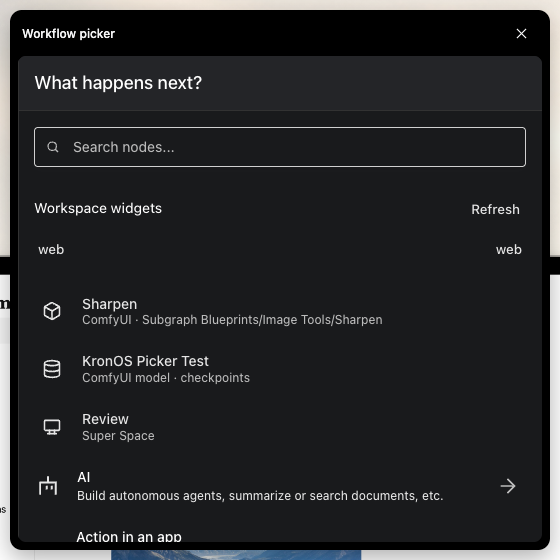 Workflow picker
What happens next?
Search nodes...
Workspace widgets
Refresh
web
web
Sharpen
ComfyUI · Subgraph Blueprints/Image Tools/Sharpen
KronOS Picker Test
ComfyUI model · checkpoints
Review
Super Space
AI
Build autonomous agents, summarize or search documents, etc.
Action in an app